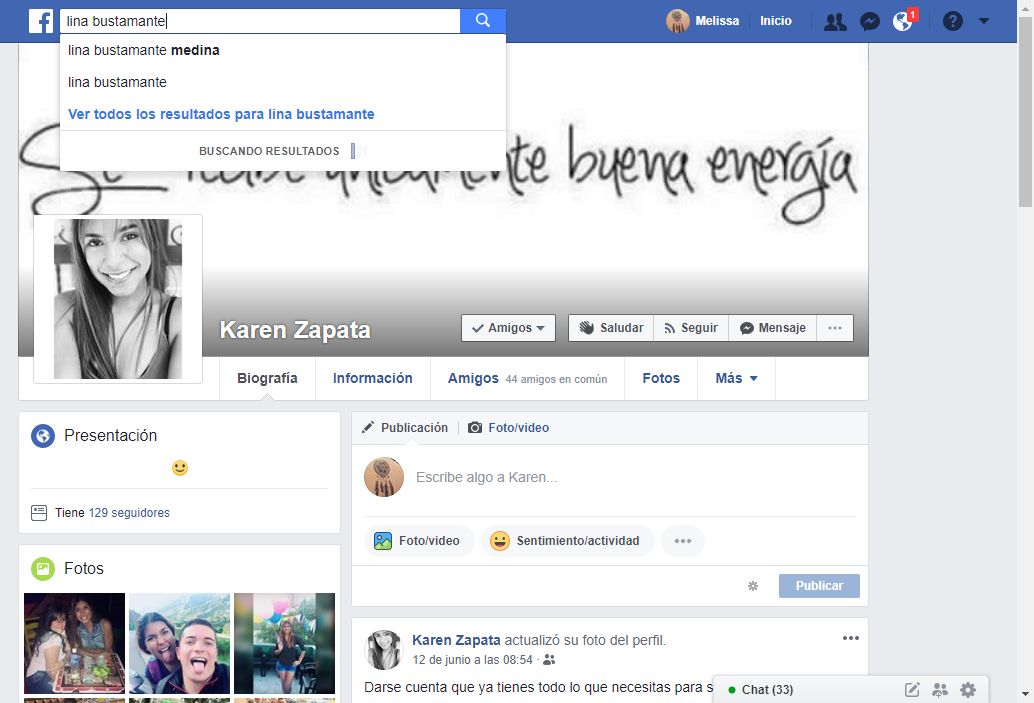 lina bustamante
Melissa
Inicio
1
lina bustamante medina
lina bustamante
Ver todos los resultados para lina bustamante
BUSCANDO RESULTADOS
buena energía
Karen Zapata
Amigos
Saludar
Seguir
Mensaje
Biografía
Información
Amigos 44 amigos en común
Fotos
Más
Presentación
Tiene 129 seguidores
Fotos
Publicación
Foto/video
Escribe algo a Karen...
Foto/video
Sentimiento/actividad
Publicar
Karen Zapata actualizó su foto del perfil.
12 de junio a las 08:54 ·
Darse cuenta que ya tienes todo lo que necesitas para s
Chat (33)